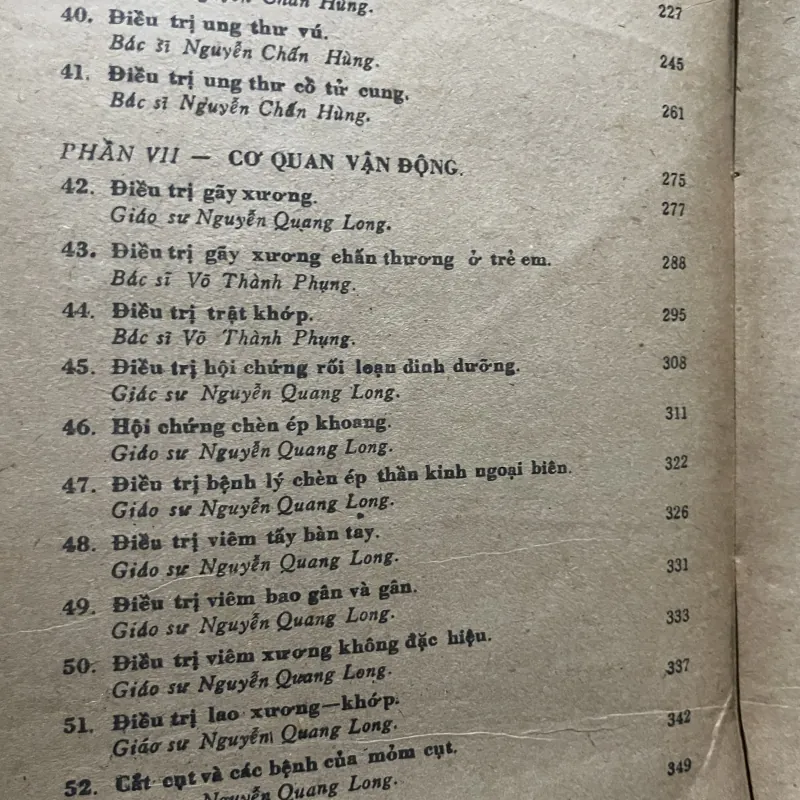 Chấn Hùng. 227
40. Điều trị ung thư vú. 245
Bác sĩ Nguyễn Chấn Hùng.
41. Điều trị ung thư cổ tử cung. 261
Bác sĩ Nguyễn Chấn Hùng.
PHẦN VII — CƠ QUAN VẬN ĐỘNG. 275
42. Điều trị gãy xương. 277
Giáo sư Nguyễn Quang Long.
43. Điều trị gãy xương chấn thương ở trẻ em. 288
Bác sĩ Võ Thành Phụng.
44. Điều trị trật khớp. 295
Bác sĩ Võ Thành Phụng.
45. Điều trị hội chứng rối loạn dinh dưỡng. 308
Giác sư Nguyễn Quang Long.
46. Hội chứng chèn ép khoang. 311
Giáo sư Nguyễn Quang Long.
47. Điều trị bệnh lý chèn ép thần kinh ngoại biên. 322
Giáo sư Nguyễn Quang Long.
48. Điều trị viêm tấy bàn tay. 326
Giáo sư Nguyễn Quang Long.
49. Điều trị viêm bao gân và gân. 331
Giáo sư Nguyễn Quang Long.
50. Điều trị viêm xương không đặc hiệu. 333
Giáo sư Nguyễn Quang Long.
51. Điều trị lao xương—khớp. 337
Giáo sư Nguyễn Quang Long.
52. Cắt cụt và các bệnh của mỏm cụt. 342
Nguyễn Quang Long. 349